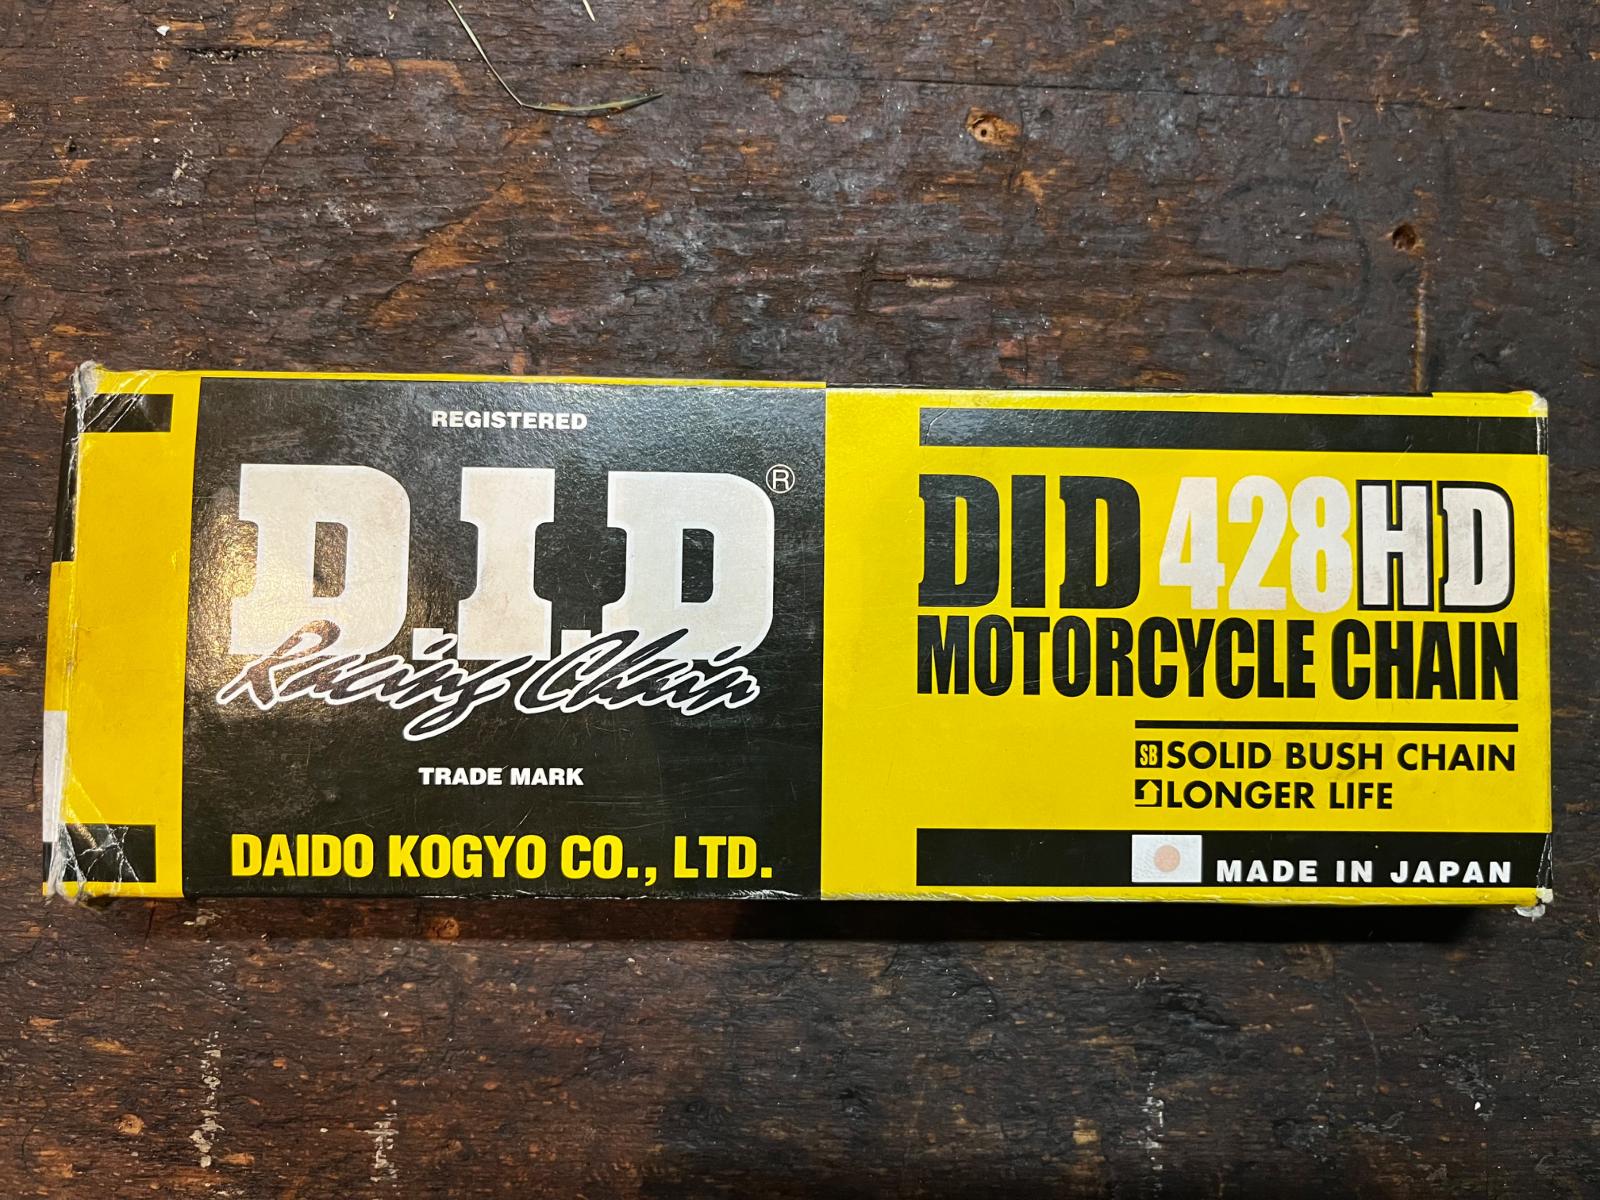 REGISTERED
D.I.D®
Racing Chain
TRADE MARK
DAIDO KOGYO CO., LTD.
DID 428HD
MOTORCYCLE CHAIN
SB SOLID BUSH CHAIN
LONGER LIFE
MADE IN JAPAN